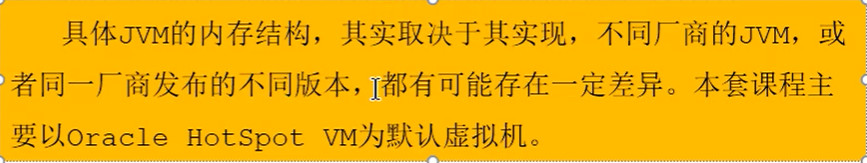 具体JVM的内存结构，其实取决于其实现，不同厂商的JVM，或
者同一厂商发布的不同版本，都有可能存在一定差异。本套课程主
要以Oracle HotSpot VM为默认虚拟机。